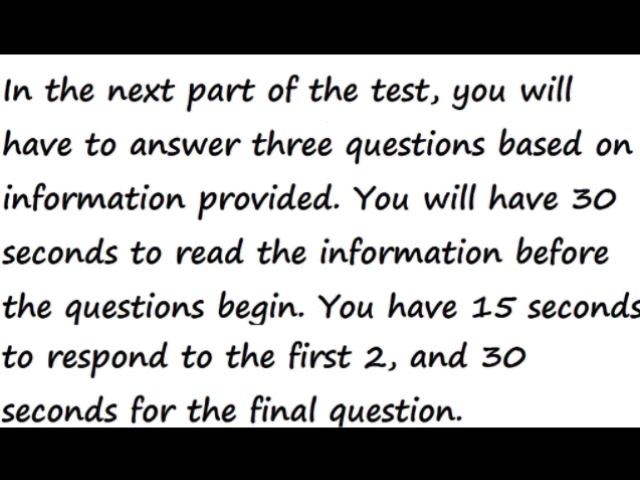 In the next part of the test, you will
have to answer three questions based on
information provided. You will have 30
seconds to read the information before
the questions begin. You have 15 seconds
to respond to the first 2, and 30
seconds for the final question.